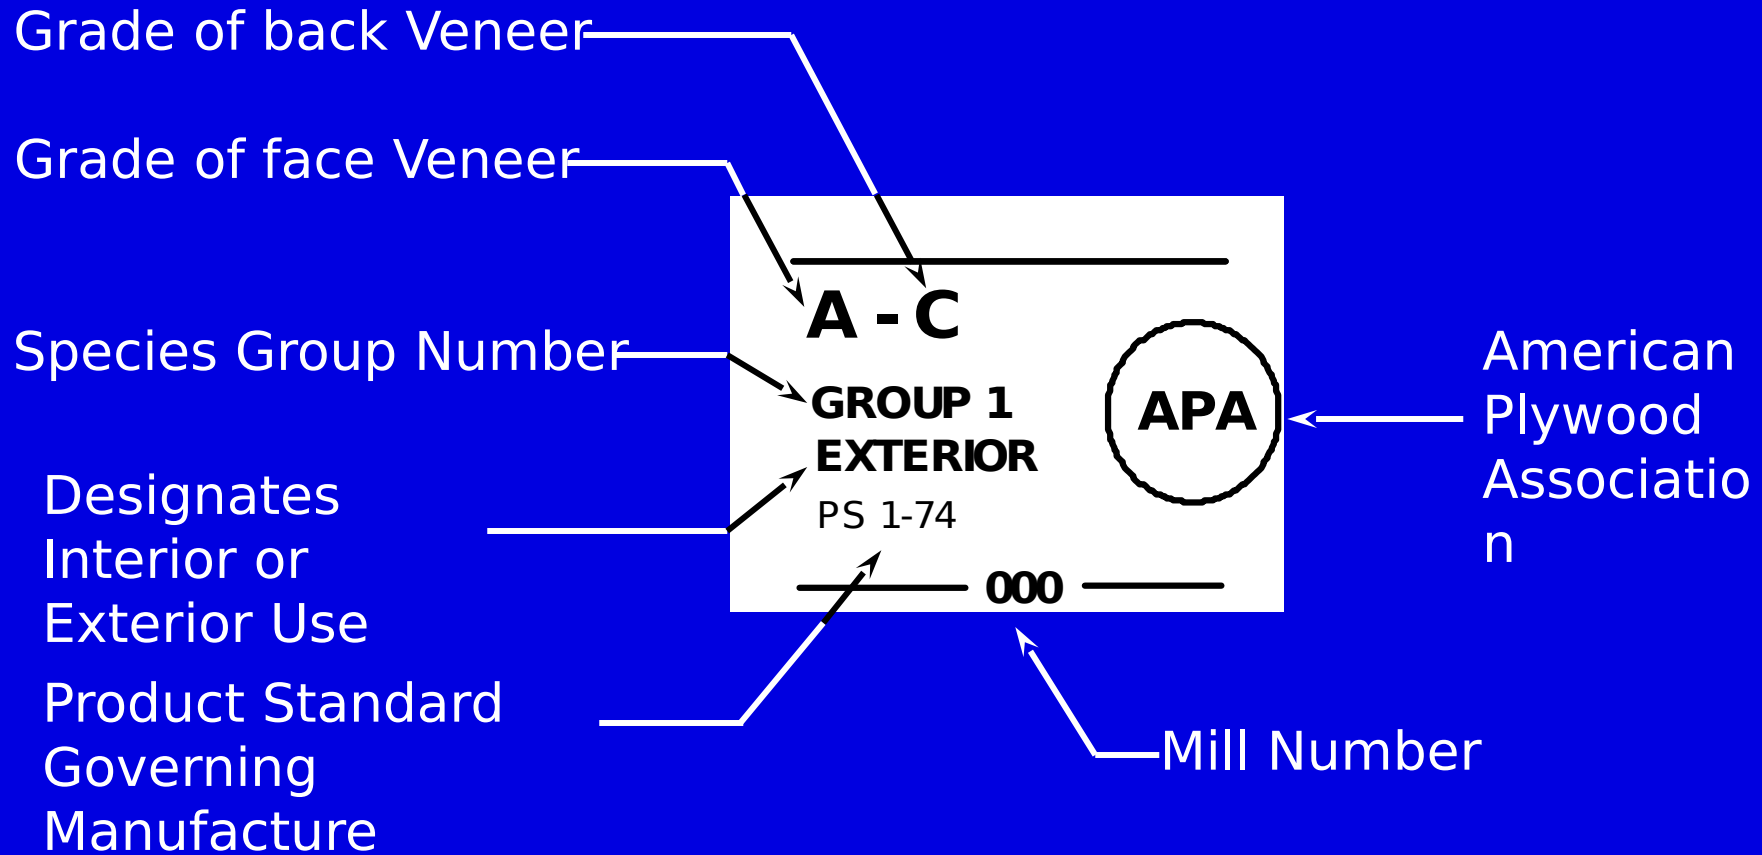 Grade of back Veneer
Grade of face Veneer
Species Group Number
Designates
Interior or
Exterior Use
Product Standard
Governing
Manufacture
A - C
GROUP 1
EXTERIOR
PS 1-74
000
APA
American
Plywood
Associatio
n
Mill Number